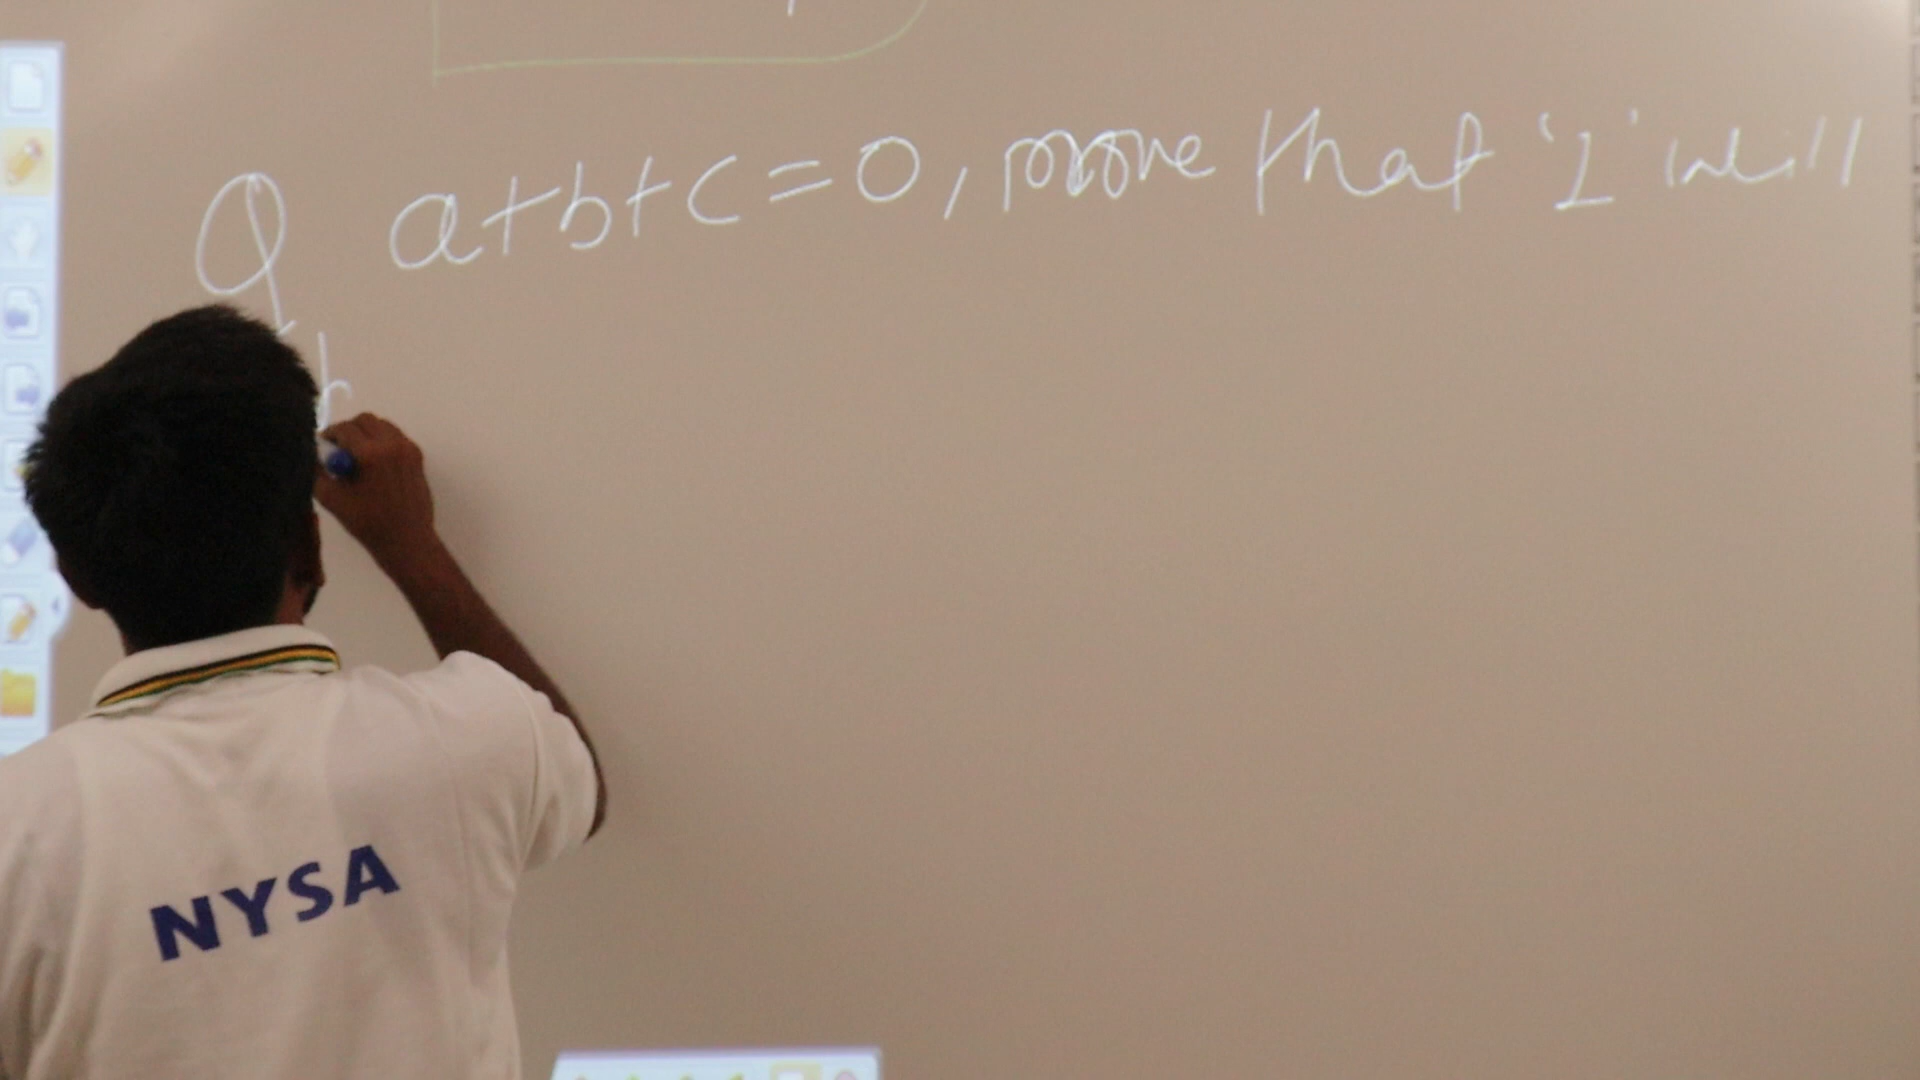 Q a+b+c=0, prove that '1' will
b
NYSA